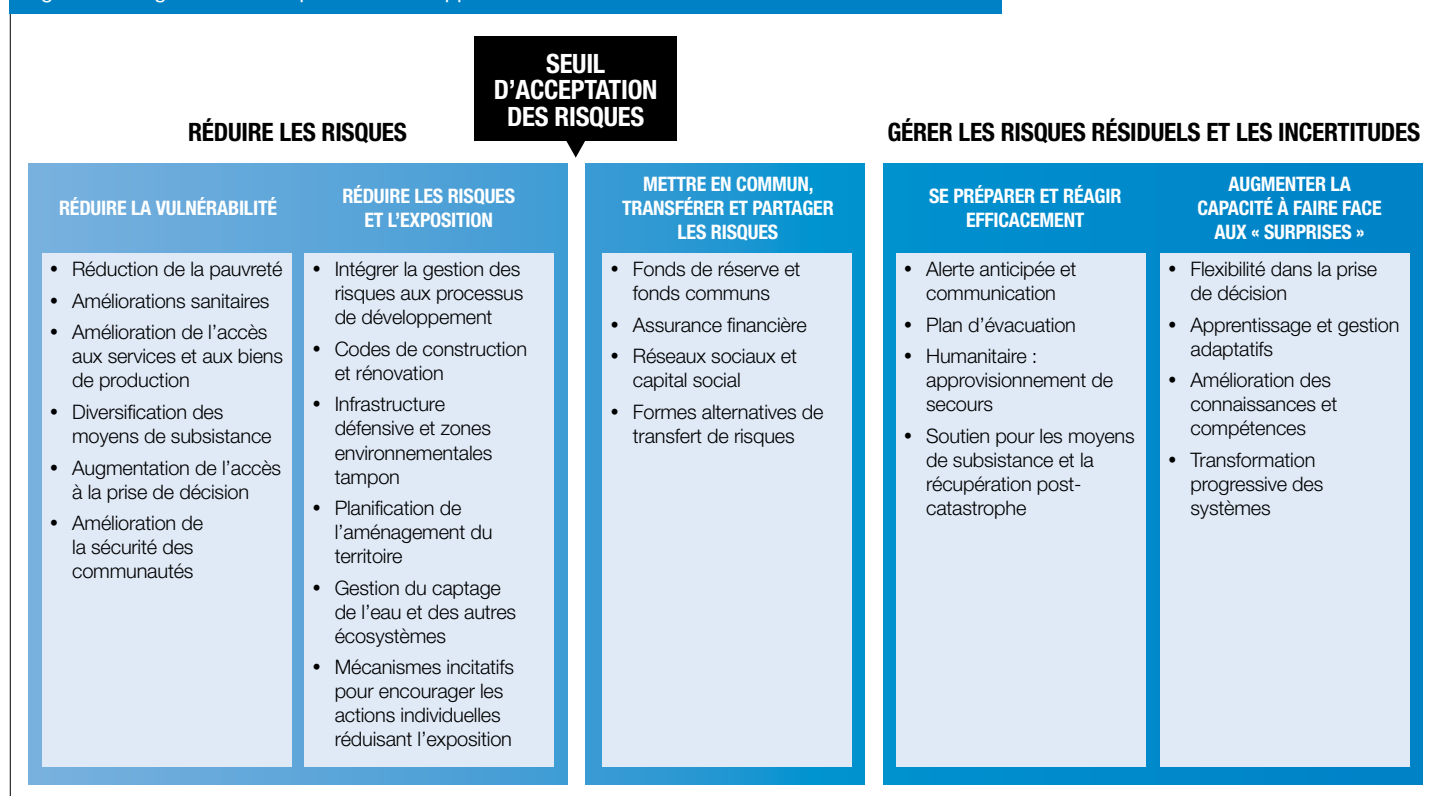 SEUIL
D'ACCEPTATION
DES RISQUES
RÉDUIRE LES RISQUES
GÉRER LES RISQUES RÉSIDUELS ET LES INCERTITUDES
RÉDUIRE LA VULNÉRABILITÉ
• Réduction de la pauvreté
• Améliorations sanitaires
• Amélioration de l'accès
aux services et aux biens
de production
• Diversification des
moyens de subsistance
• Augmentation de l'accès
à la prise de décision
• Amélioration de
la sécurité des
communautés
RÉDUIRE LES RISQUES
ET L'EXPOSITION
• Intégrer la gestion des
risques aux processus
de développement
• Codes de construction
et rénovation
• Infrastructure
défensive et zones
environnementales
tampon
• Planification de
l'aménagement du
territoire
• Gestion du captage
de l'eau et des autres
écosystèmes
• Mécanismes incitatifs
pour encourager les
actions individuelles
réduisant l'exposition
METTRE EN COMMUN,
TRANSFÉRER ET PARTAGER
LES RISQUES
• Fonds de réserve et
fonds communs
• Assurance financière
• Réseaux sociaux et
capital social
• Formes alternatives de
transfert de risques
SE PRÉPARER ET RÉAGIR
EFFICACEMENT
• Alerte anticipée et
communication
• Plan d'évacuation
• Humanitaire :
approvisionnement de
secours
• Soutien pour les moyens
de subsistance et la
récupération post-
catastrophe
AUGMENTER LA
CAPACITÉ À FAIRE FACE
AUX « SURPRISES »
• Flexibilité dans la prise
de décision
• Apprentissage et gestion
adaptatifs
• Amélioration des
connaissances et
compétences
• Transformation
progressive des
systèmes